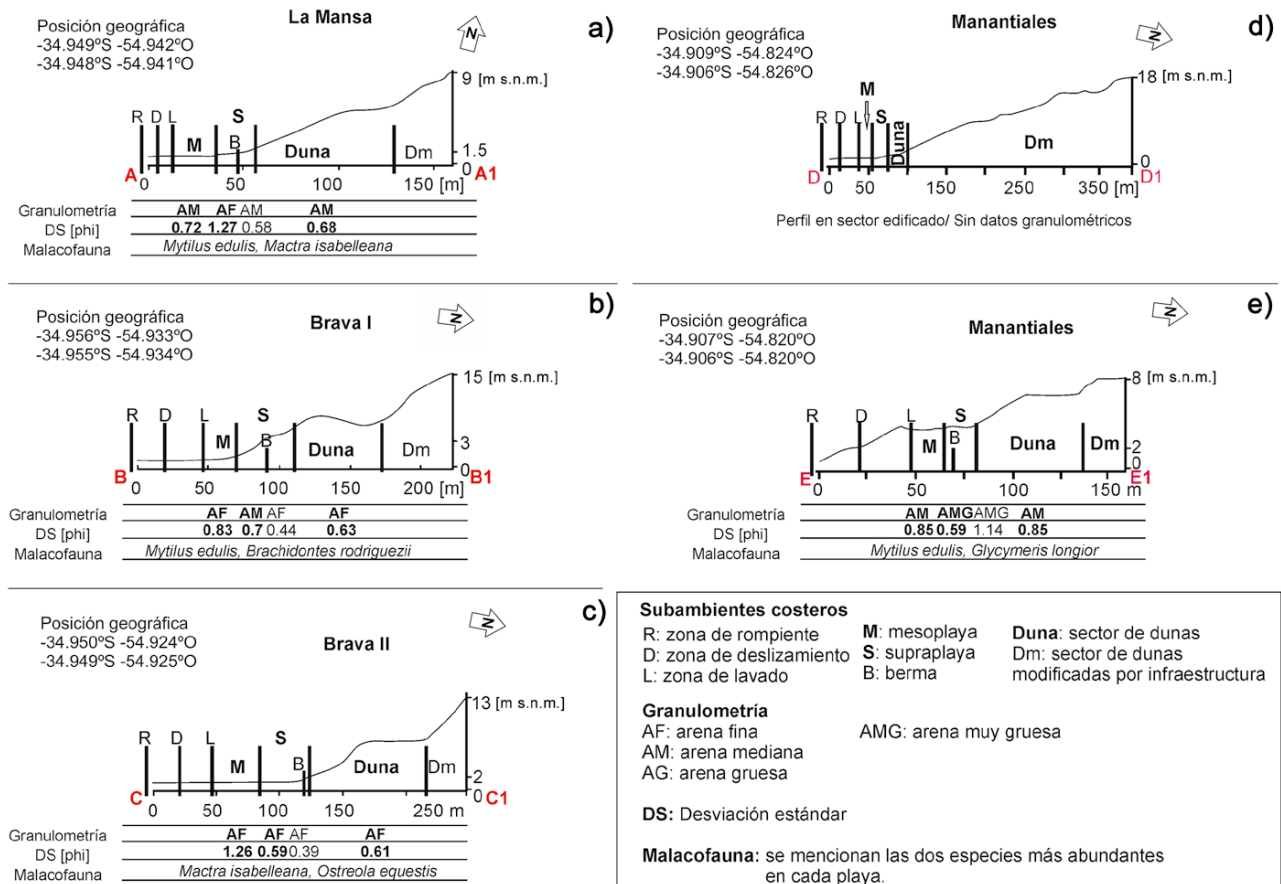 La Mansa
a)
Posición geográfica
-34.949ºS -54.942ºO
-34.948ºS -54.941ºO
N
9 [m s.n.m.]
R D L S
M B Duna Dm
1.5
0
A 0 50 100 150 [m] A1
Granulometría AM AF AM AM
DS [phi] 0.72 1.27 0.58 0.68
Malacofauna Mytilus edulis, Mactra isabelleana
b)
Posición geográfica
-34.956ºS -54.933ºO
-34.955ºS -54.934ºO
Brava I
N
15 [m s.n.m.]
R D L S
M B Duna Dm
3
0
B 0 50 100 150 200 [m] B1
Granulometría AF AM AF AF
DS [phi] 0.83 0.7 0.44 0.63
Malacofauna Mytilus edulis, Brachidontes rodriguezii
c)
Posición geográfica
-34.950ºS -54.924ºO
-34.949ºS -54.925ºO
Brava II
N
13 [m s.n.m.]
R D L S
M B Duna Dm
2
0
C 0 50 100 150 250 m C1
Granulometría AF AF AF AF
DS [phi] 1.26 0.59 0.39 0.61
Malacofauna Mactra isabelleana, Ostreola equestis
d)
Posición geográfica
-34.909ºS -54.824ºO
-34.906ºS -54.826ºO
Manantiales
N
18 [m s.n.m.]
M
R D L S
Duna
Dm
0
D 0 50 150 250 350 [m] D1
Perfil en sector edificado/ Sin datos granulométricos
e)
Posición geográfica
-34.907ºS -54.820ºO
-34.906ºS -54.820ºO
Manantiales
N
8 [m s.n.m.]
R D L S
M B Duna Dm
2
0
E 0 50 100 150 m E1
Granulometría AM AMG AMG AM
DS [phi] 0.85 0.59 1.14 0.85
Malacofauna Mytilus edulis, Glycymeris longior
Subambientes costeros
R: zona de rompiente M: mesoplaya Duna: sector de dunas
D: zona de deslizamiento S: supraplaya Dm: sector de dunas
L: zona de lavado B: berma modificadas por infraestructura
Granulometría
AF: arena fina AMG: arena muy gruesa
AM: arena mediana
AG: arena gruesa
DS: Desviación estándar
Malacofauna: se mencionan las dos especies más abundantes
en cada playa.